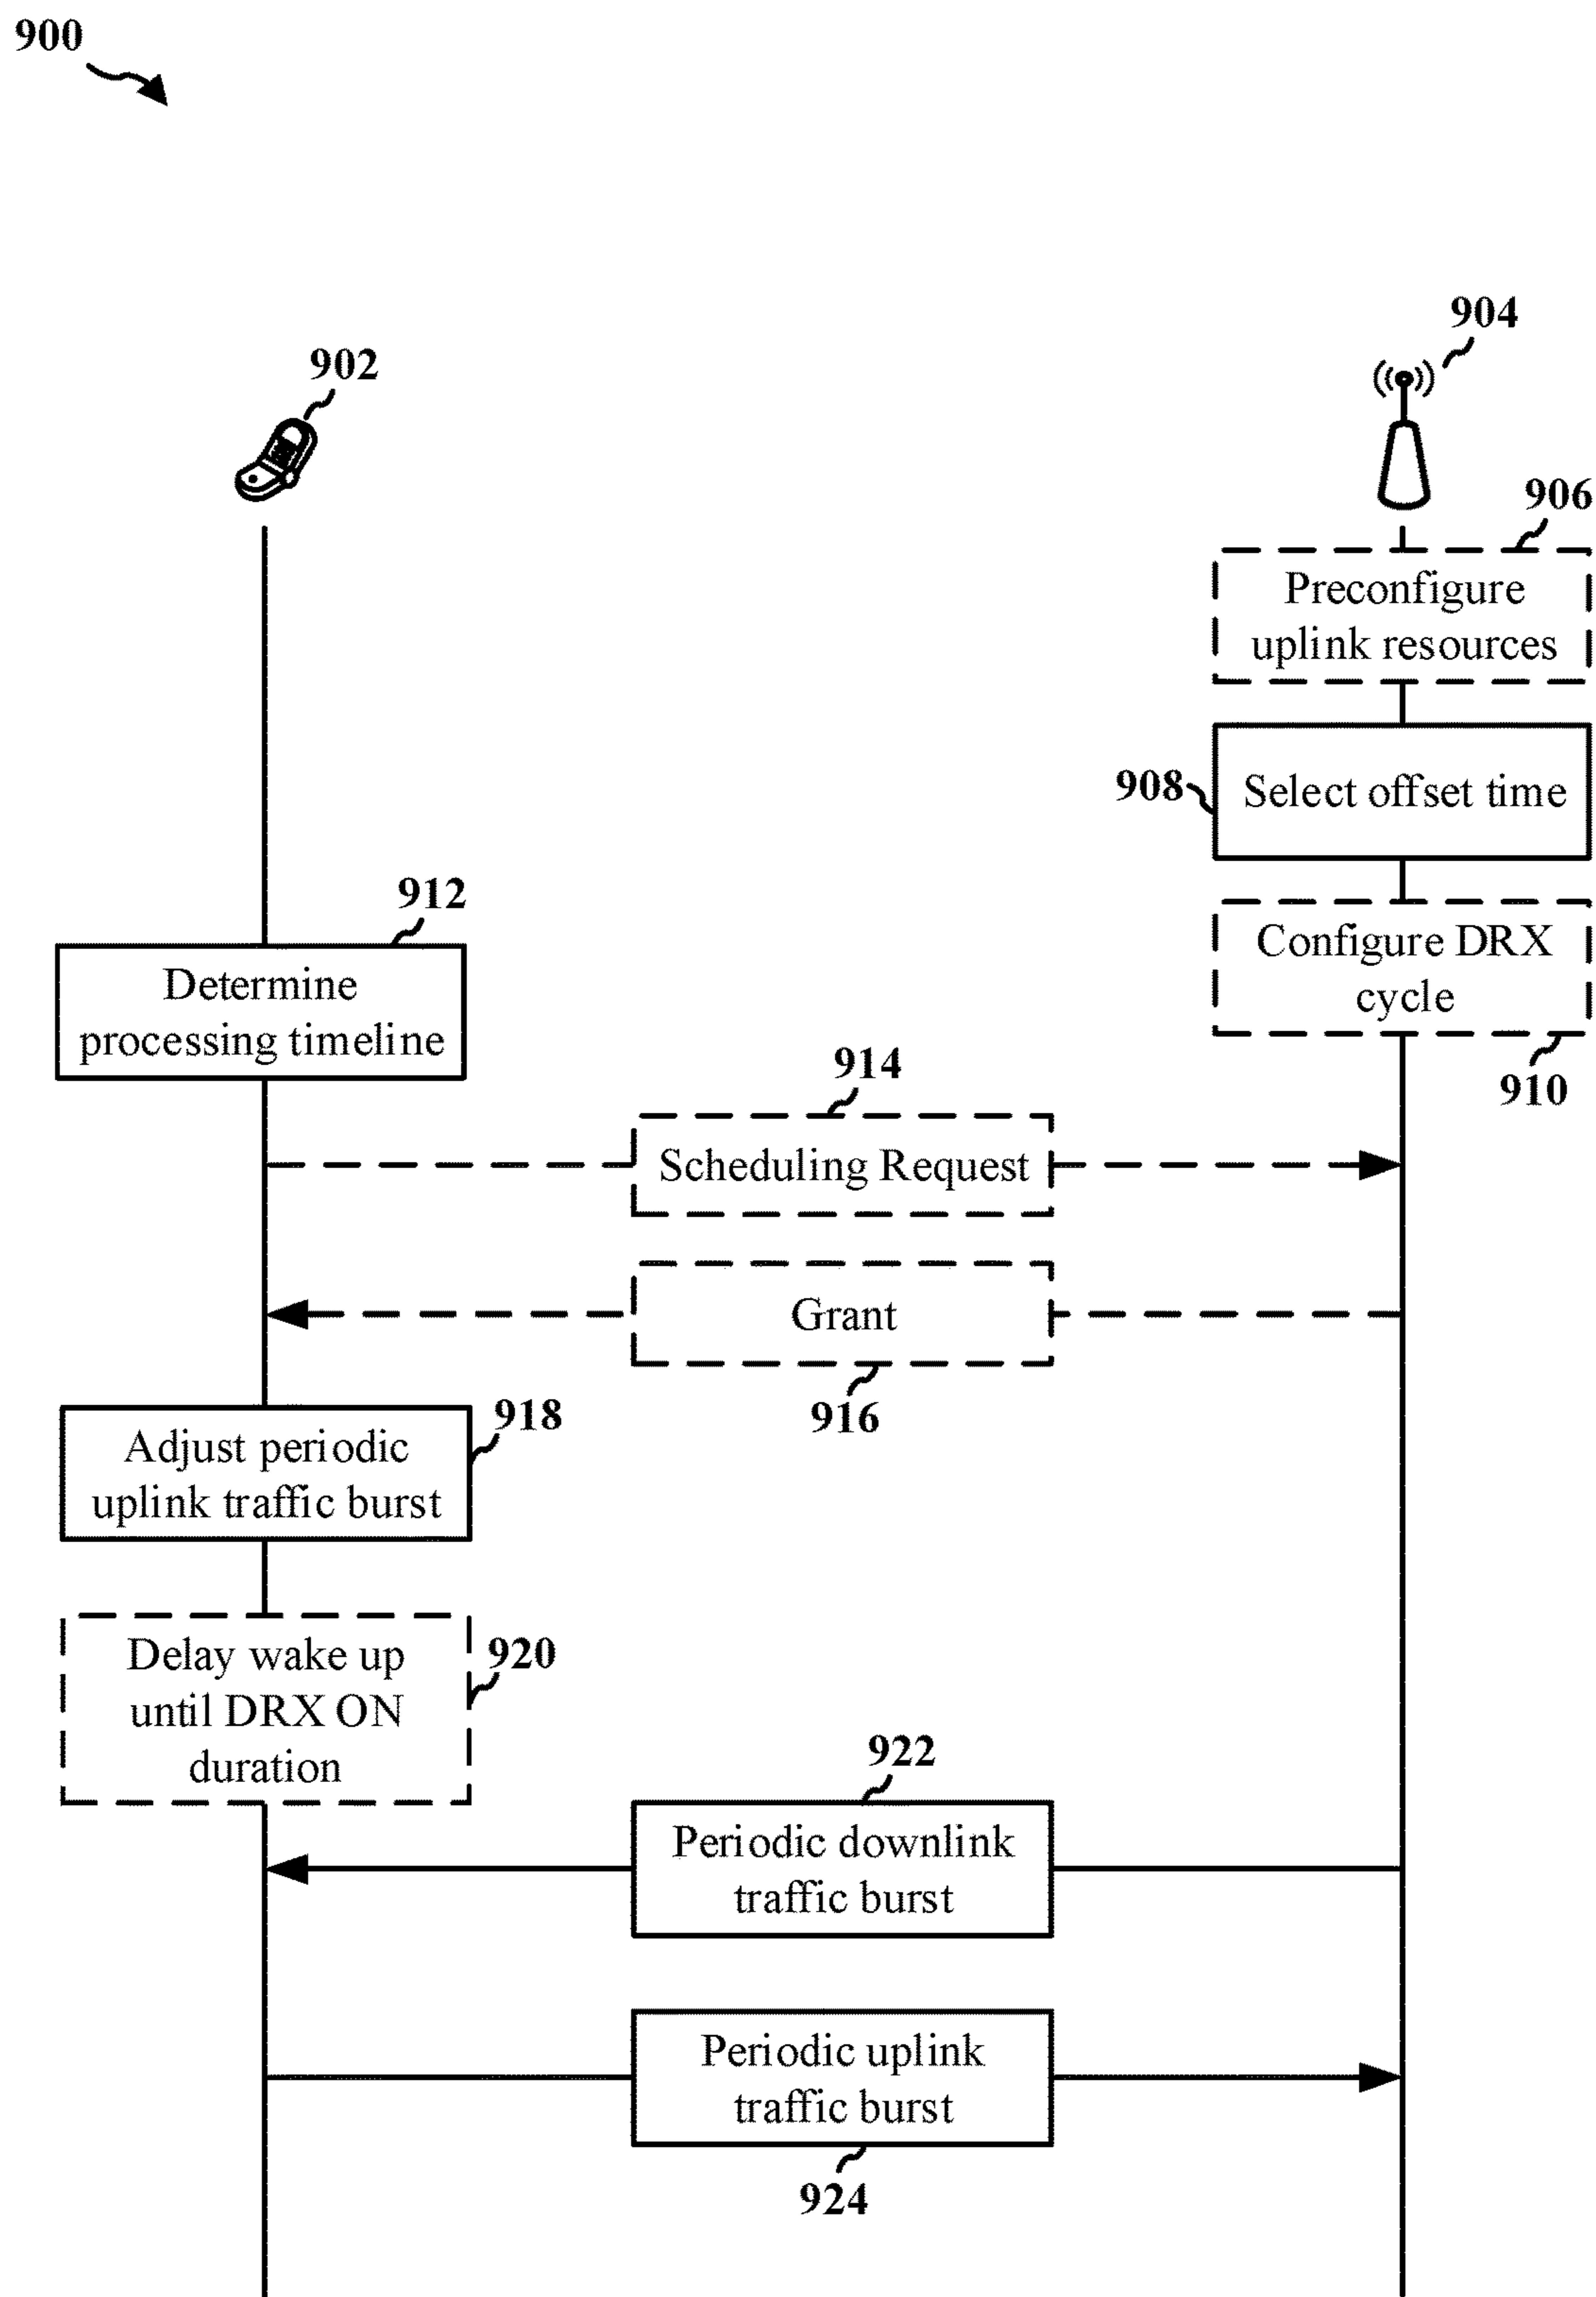 900
904
902
906
Preconfigure
uplink resources
908
Select offset time
912
Configure DRX
cycle
Determine
processing timeline
910
914
Scheduling Request
Grant
916
918
Adjust periodic
uplink traffic burst
920
Delay wake up
until DRX ON
duration
922
Periodic downlink
traffic burst
Periodic uplink
traffic burst
924